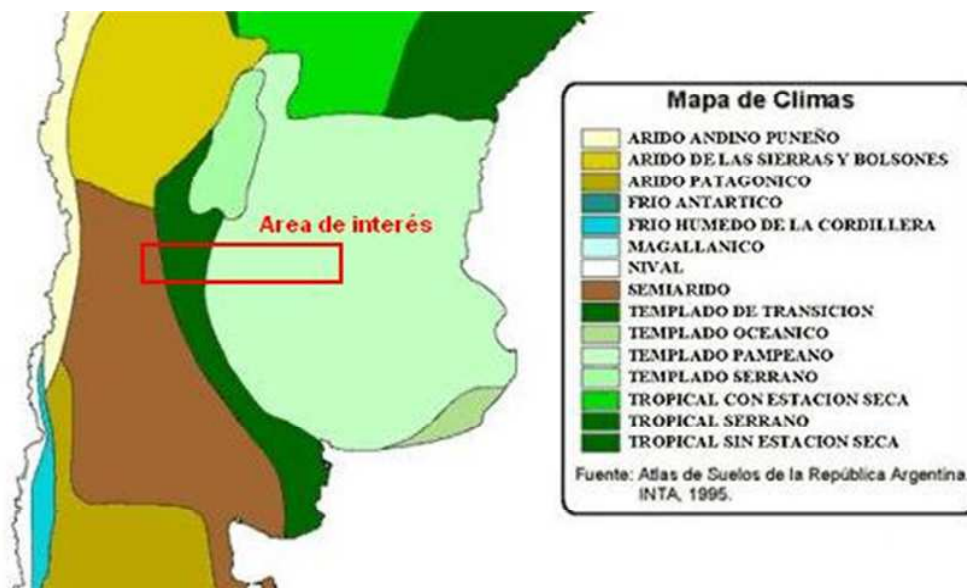 Mapa de Climas
ARIDO ANDINO PUNEÑO
ARIDO DE LAS SIERRAS Y BOLSONES
ARIDO PATAGONICO
FRIO ANTARTICO
FRIO HUMEDO DE LA CORDILLERA
MAGALLANICO
NIVAL
SEMIARIDO
TEMPLADO DE TRANSICION
TEMPLADO OCEANICO
TEMPLADO PAMPEANO
TEMPLADO SERRANO
TROPICAL CON ESTACION SECA
TROPICAL SERRANO
TROPICAL SIN ESTACION SECA
Fuente: Atlas de Suelos de la República Argentina
INTA, 1995.
Area de interés